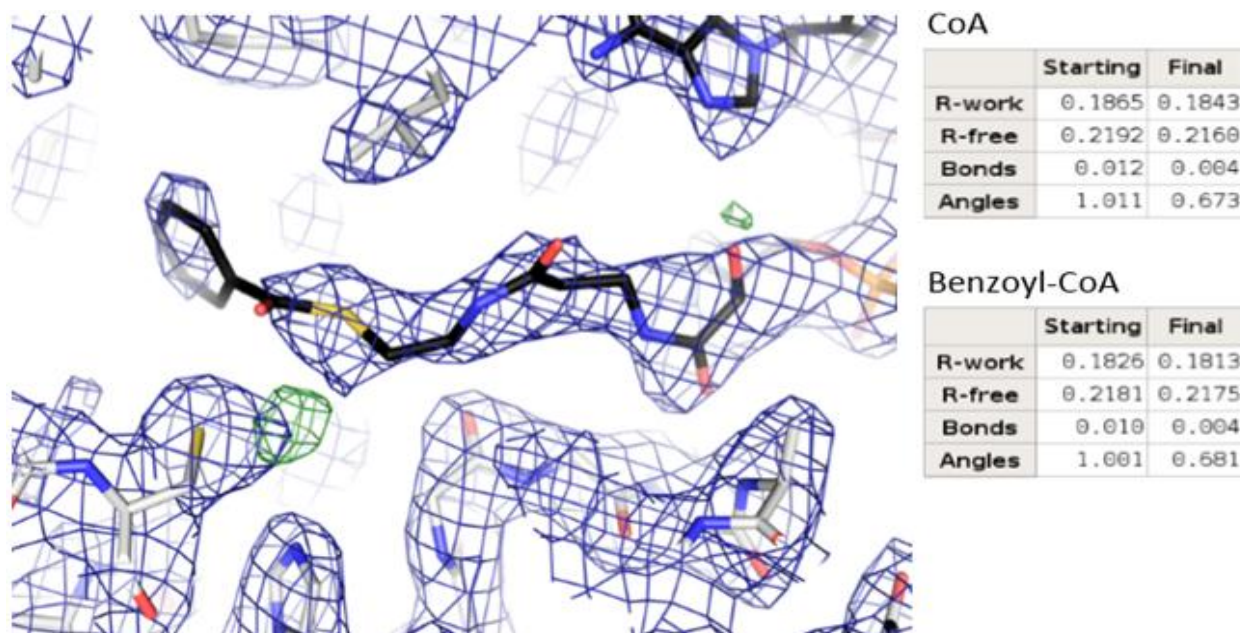 CoA
Starting Final
R-work 0.1865 0.1843
R-free 0.2192 0.2160
Bonds 0.012 0.004
Angles 1.011 0.673
Benzoyl-CoA
Starting Final
R-work 0.1826 0.1813
R-free 0.2181 0.2175
Bonds 0.010 0.004
Angles 1.001 0.681